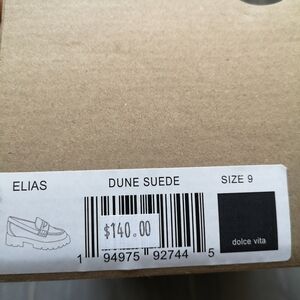 ELIAS DUNE SUEDE SIZE 9
$140.00
dolce vita
1 94975 92744 5